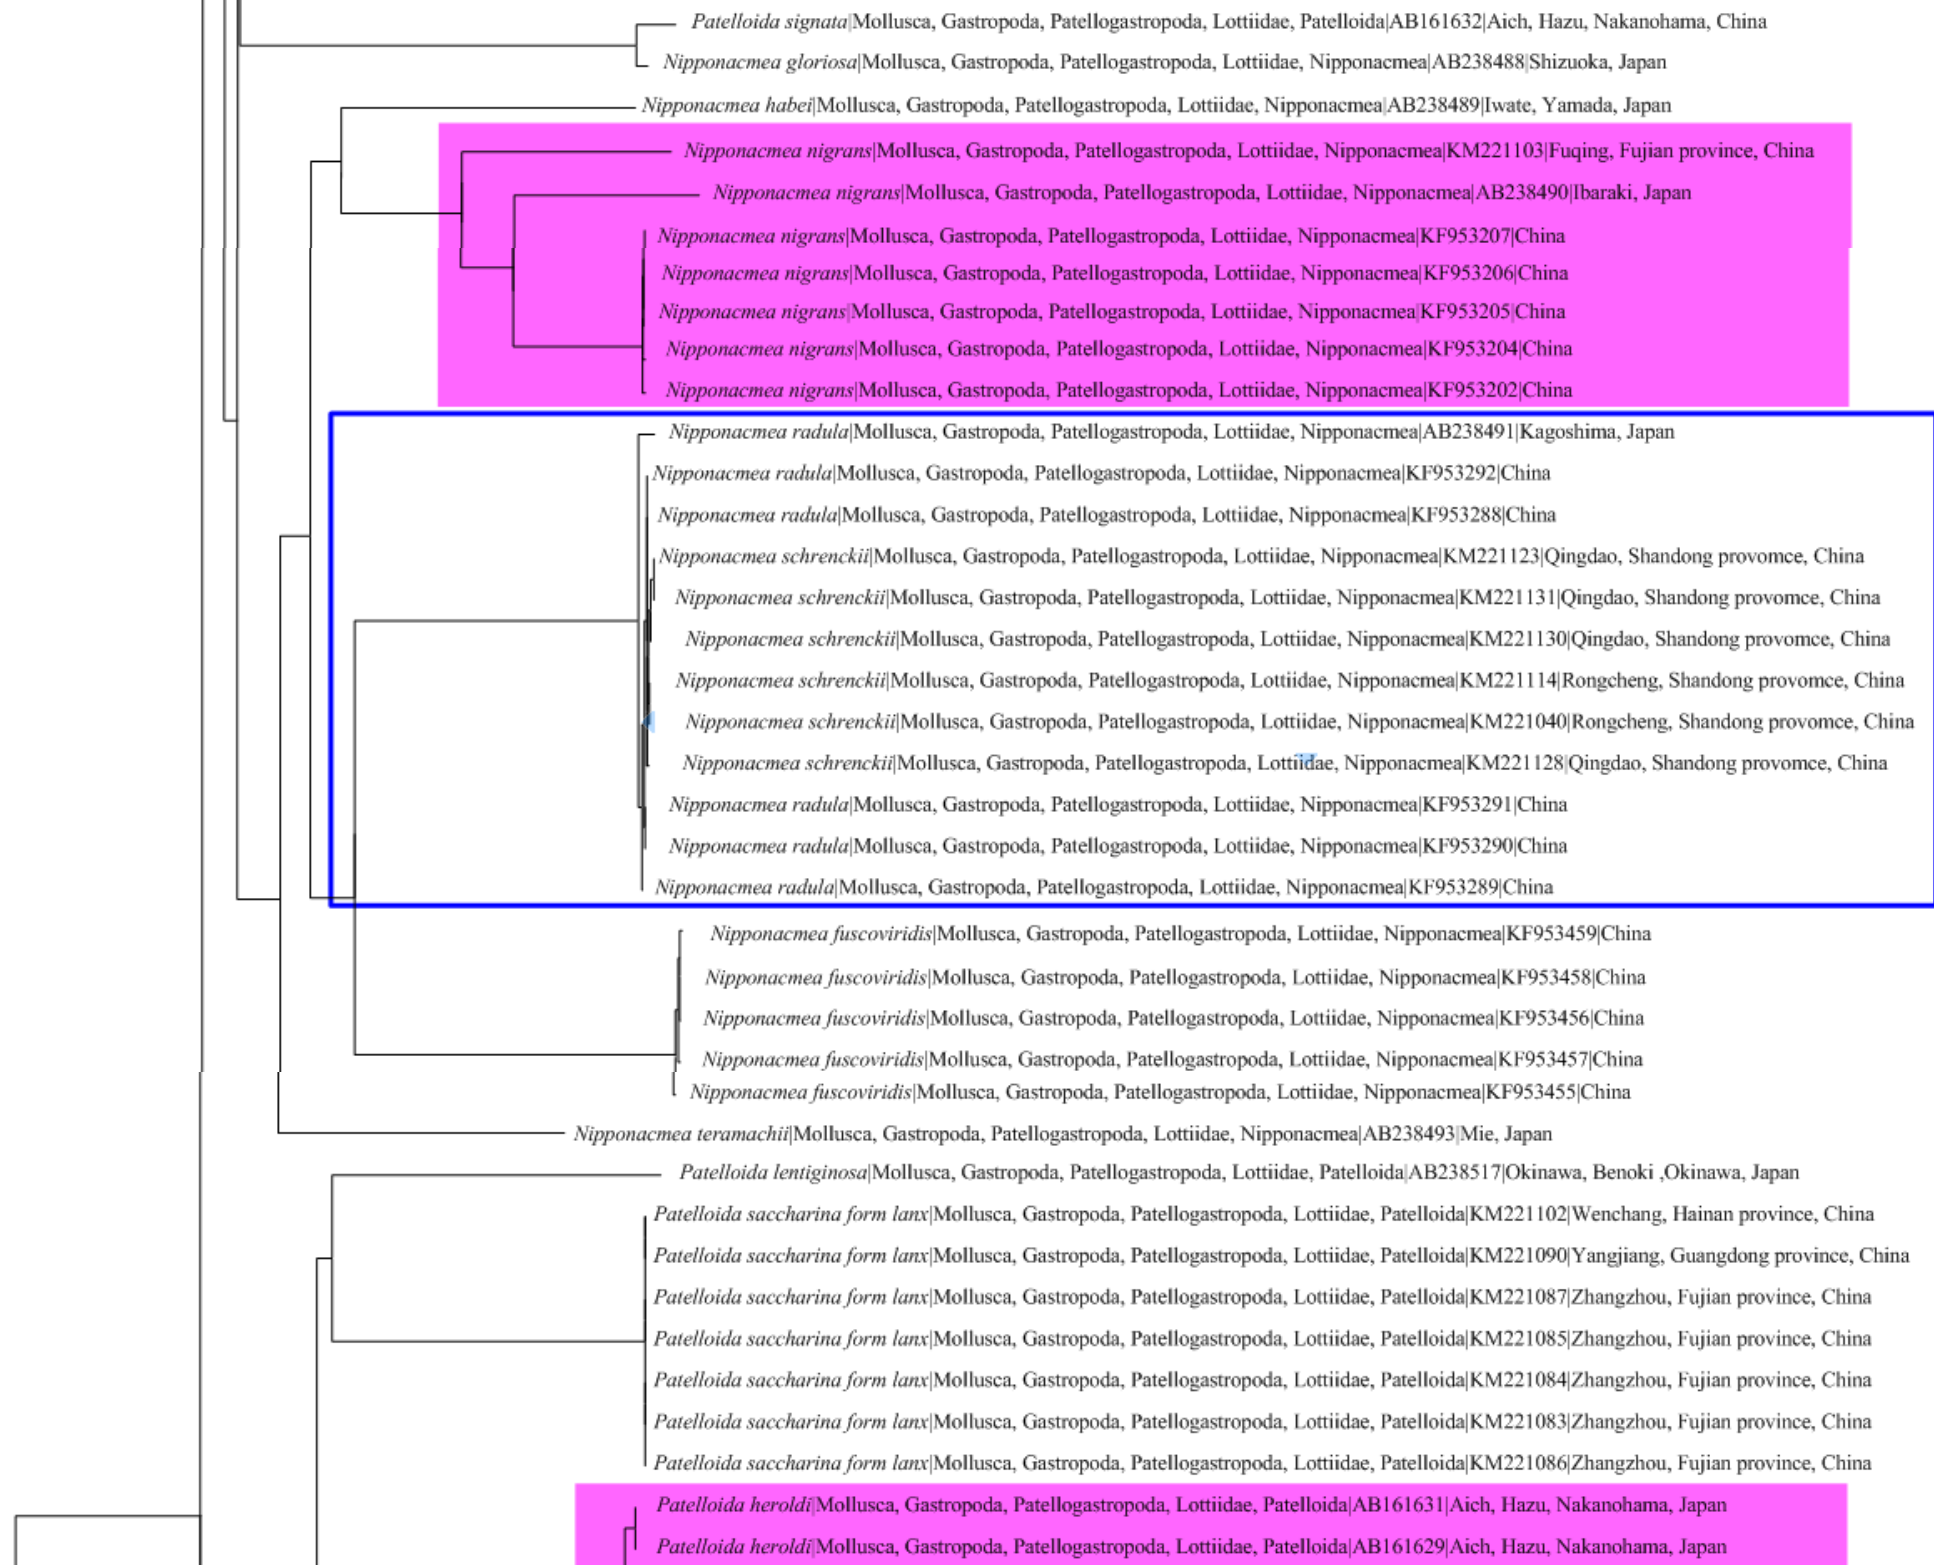 Patelloida signata|Mollusca, Gastropoda, Patellogastropoda, Lottiidae, Patelloida|AB161632|Aich, Hazu, Nakanohama, China
Nipponacmea gloriosa|Mollusca, Gastropoda, Patellogastropoda, Lottiidae, Nipponacmea|AB238488|Shizuoka, Japan
Nipponacmea habei|Mollusca, Gastropoda, Patellogastropoda, Lottiidae, Nipponacmea|AB238489|Iwate, Yamada, Japan
Nipponacmea nigrans|Mollusca, Gastropoda, Patellogastropoda, Lottiidae, Nipponacmea|KM221103|Fuqing, Fujian province, China
Nipponacmea nigrans|Mollusca, Gastropoda, Patellogastropoda, Lottiidae, Nipponacmea|AB238490|Ibaraki, Japan
Nipponacmea nigrans|Mollusca, Gastropoda, Patellogastropoda, Lottiidae, Nipponacmea|KF953207|China
Nipponacmea nigrans|Mollusca, Gastropoda, Patellogastropoda, Lottiidae, Nipponacmea|KF953206|China
Nipponacmea nigrans|Mollusca, Gastropoda, Patellogastropoda, Lottiidae, Nipponacmea|KF953205|China
Nipponacmea nigrans|Mollusca, Gastropoda, Patellogastropoda, Lottiidae, Nipponacmea|KF953204|China
Nipponacmea nigrans|Mollusca, Gastropoda, Patellogastropoda, Lottiidae, Nipponacmea|KF953202|China
Nipponacmea radula|Mollusca, Gastropoda, Patellogastropoda, Lottiidae, Nipponacmea|AB238491|Kagoshima, Japan
Nipponacmea radula|Mollusca, Gastropoda, Patellogastropoda, Lottiidae, Nipponacmea|KF953292|China
Nipponacmea radula|Mollusca, Gastropoda, Patellogastropoda, Lottiidae, Nipponacmea|KF953288|China
Nipponacmea schrenckii|Mollusca, Gastropoda, Patellogastropoda, Lottiidae, Nipponacmea|KM221123|Qingdao, Shandong provomce, China
Nipponacmea schrenckii|Mollusca, Gastropoda, Patellogastropoda, Lottiidae, Nipponacmea|KM221131|Qingdao, Shandong provomce, China
Nipponacmea schrenckii|Mollusca, Gastropoda, Patellogastropoda, Lottiidae, Nipponacmea|KM221130|Qingdao, Shandong provomce, China
Nipponacmea schrenckii|Mollusca, Gastropoda, Patellogastropoda, Lottiidae, Nipponacmea|KM221114|Rongcheng, Shandong provomce, China
Nipponacmea schrenckii|Mollusca, Gastropoda, Patellogastropoda, Lottiidae, Nipponacmea|KM221040|Rongcheng, Shandong provomce, China
Nipponacmea schrenckii|Mollusca, Gastropoda, Patellogastropoda, Lottiidae, Nipponacmea|KM221128|Qingdao, Shandong provomce, China
Nipponacmea radula|Mollusca, Gastropoda, Patellogastropoda, Lottiidae, Nipponacmea|KF953291|China
Nipponacmea radula|Mollusca, Gastropoda, Patellogastropoda, Lottiidae, Nipponacmea|KF953290|China
Nipponacmea radula|Mollusca, Gastropoda, Patellogastropoda, Lottiidae, Nipponacmea|KF953289|China
Nipponacmea fuscoviridis|Mollusca, Gastropoda, Patellogastropoda, Lottiidae, Nipponacmea|KF953459|China
Nipponacmea fuscoviridis|Mollusca, Gastropoda, Patellogastropoda, Lottiidae, Nipponacmea|KF953458|China
Nipponacmea fuscoviridis|Mollusca, Gastropoda, Patellogastropoda, Lottiidae, Nipponacmea|KF953456|China
Nipponacmea fuscoviridis|Mollusca, Gastropoda, Patellogastropoda, Lottiidae, Nipponacmea|KF953457|China
Nipponacmea fuscoviridis|Mollusca, Gastropoda, Patellogastropoda, Lottiidae, Nipponacmea|KF953455|China
Nipponacmea teramachii|Mollusca, Gastropoda, Patellogastropoda, Lottiidae, Nipponacmea|AB238493|Mie, Japan
Patelloida lentiginosa|Mollusca, Gastropoda, Patellogastropoda, Lottiidae, Patelloida|AB238517|Okinawa, Benoki ,Okinawa, Japan
Patelloida saccharina form lanx|Mollusca, Gastropoda, Patellogastropoda, Lottiidae, Patelloida|KM221102|Wenchang, Hainan province, China
Patelloida saccharina form lanx|Mollusca, Gastropoda, Patellogastropoda, Lottiidae, Patelloida|KM221090|Yangjiang, Guangdong province, China
Patelloida saccharina form lanx|Mollusca, Gastropoda, Patellogastropoda, Lottiidae, Patelloida|KM221087|Zhangzhou, Fujian province, China
Patelloida saccharina form lanx|Mollusca, Gastropoda, Patellogastropoda, Lottiidae, Patelloida|KM221085|Zhangzhou, Fujian province, China
Patelloida saccharina form lanx|Mollusca, Gastropoda, Patellogastropoda, Lottiidae, Patelloida|KM221084|Zhangzhou, Fujian province, China
Patelloida saccharina form lanx|Mollusca, Gastropoda, Patellogastropoda, Lottiidae, Patelloida|KM221083|Zhangzhou, Fujian province, China
Patelloida saccharina form lanx|Mollusca, Gastropoda, Patellogastropoda, Lottiidae, Patelloida|KM221086|Zhangzhou, Fujian province, China
Patelloida heroldi|Mollusca, Gastropoda, Patellogastropoda, Lottiidae, Patelloida|AB161631|Aich, Hazu, Nakanohama, Japan
Patelloida heroldi|Mollusca, Gastropoda, Patellogastropoda, Lottiidae, Patelloida|AB161629|Aich, Hazu, Nakanohama, Japan